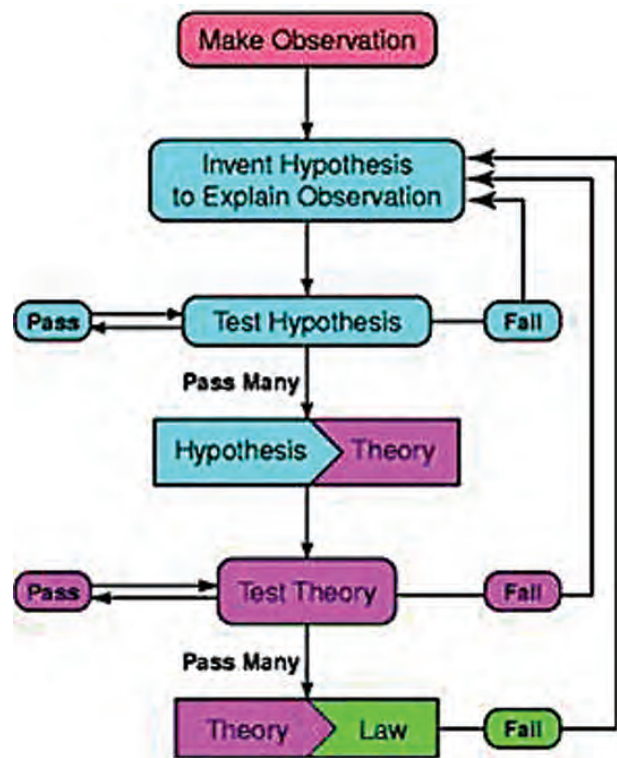 Make Observation
Invent Hypothesis
to Explain Observation
Pass
Test Hypothesis
Fail
Pass Many
Hypothesis
Theory
Pass
Test Theory
Fail
Pass Many
Theory
Law
Fail